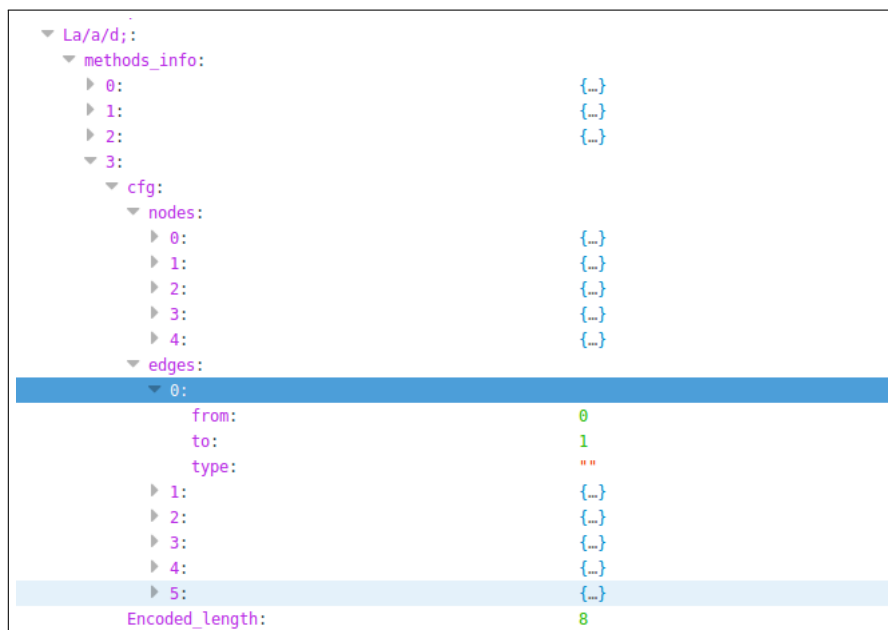 La/a/d;:
methods_info:
0: {…}
1: {…}
2: {…}
3:
cfg:
nodes:
0: {…}
1: {…}
2: {…}
3: {…}
4: {…}
edges:
0:
from: 0
to: 1
type: ""
1: {…}
2: {…}
3: {…}
4: {…}
5: {…}
Encoded_length: 8